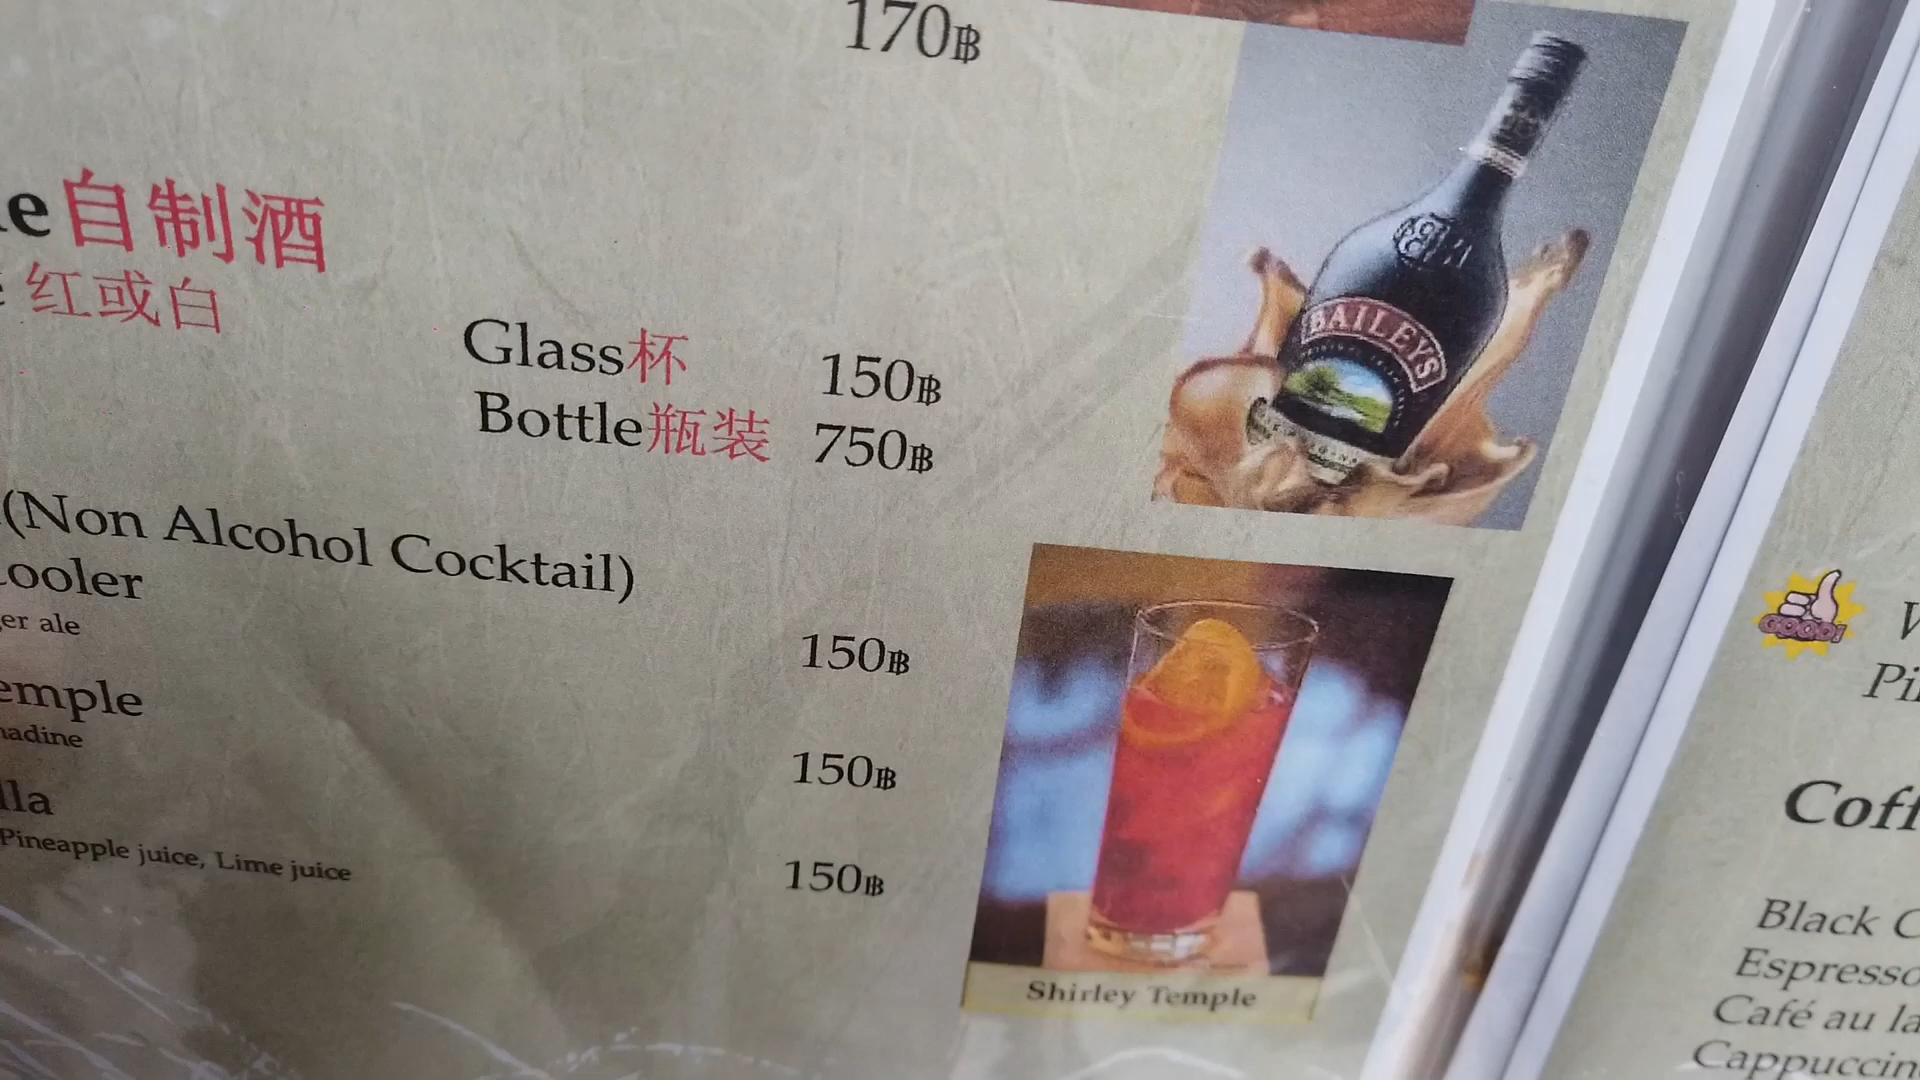 170฿
自制酒
红或白
Glass杯 150฿
Bottle瓶装 750฿
(Non Alcohol Cocktail)
ooler
er ale
150฿
emple
adine
150฿
lla
Pineapple juice, Lime juice
150฿
BAILEYS
Shirley Temple
GOOD!
Pi
Coff
Black C
Espresso
Café au la
Cappuccin